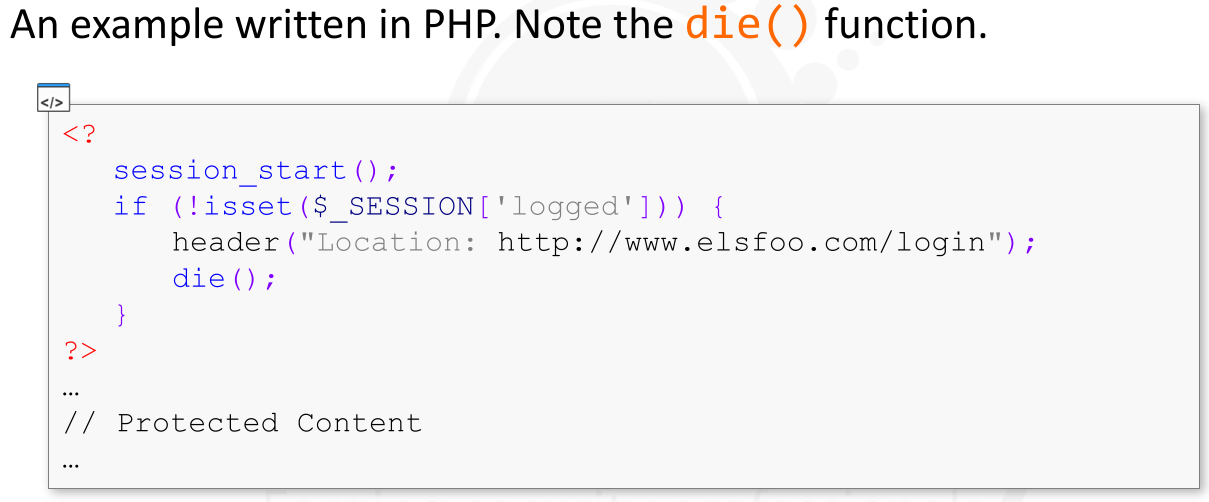 An example written in PHP. Note the die() function.
</>
<?
session_start();
if (!isset($_SESSION['logged'])) {
header("Location: http://www.elsfoo.com/login");
die();
}
?>
…
// Protected Content
…